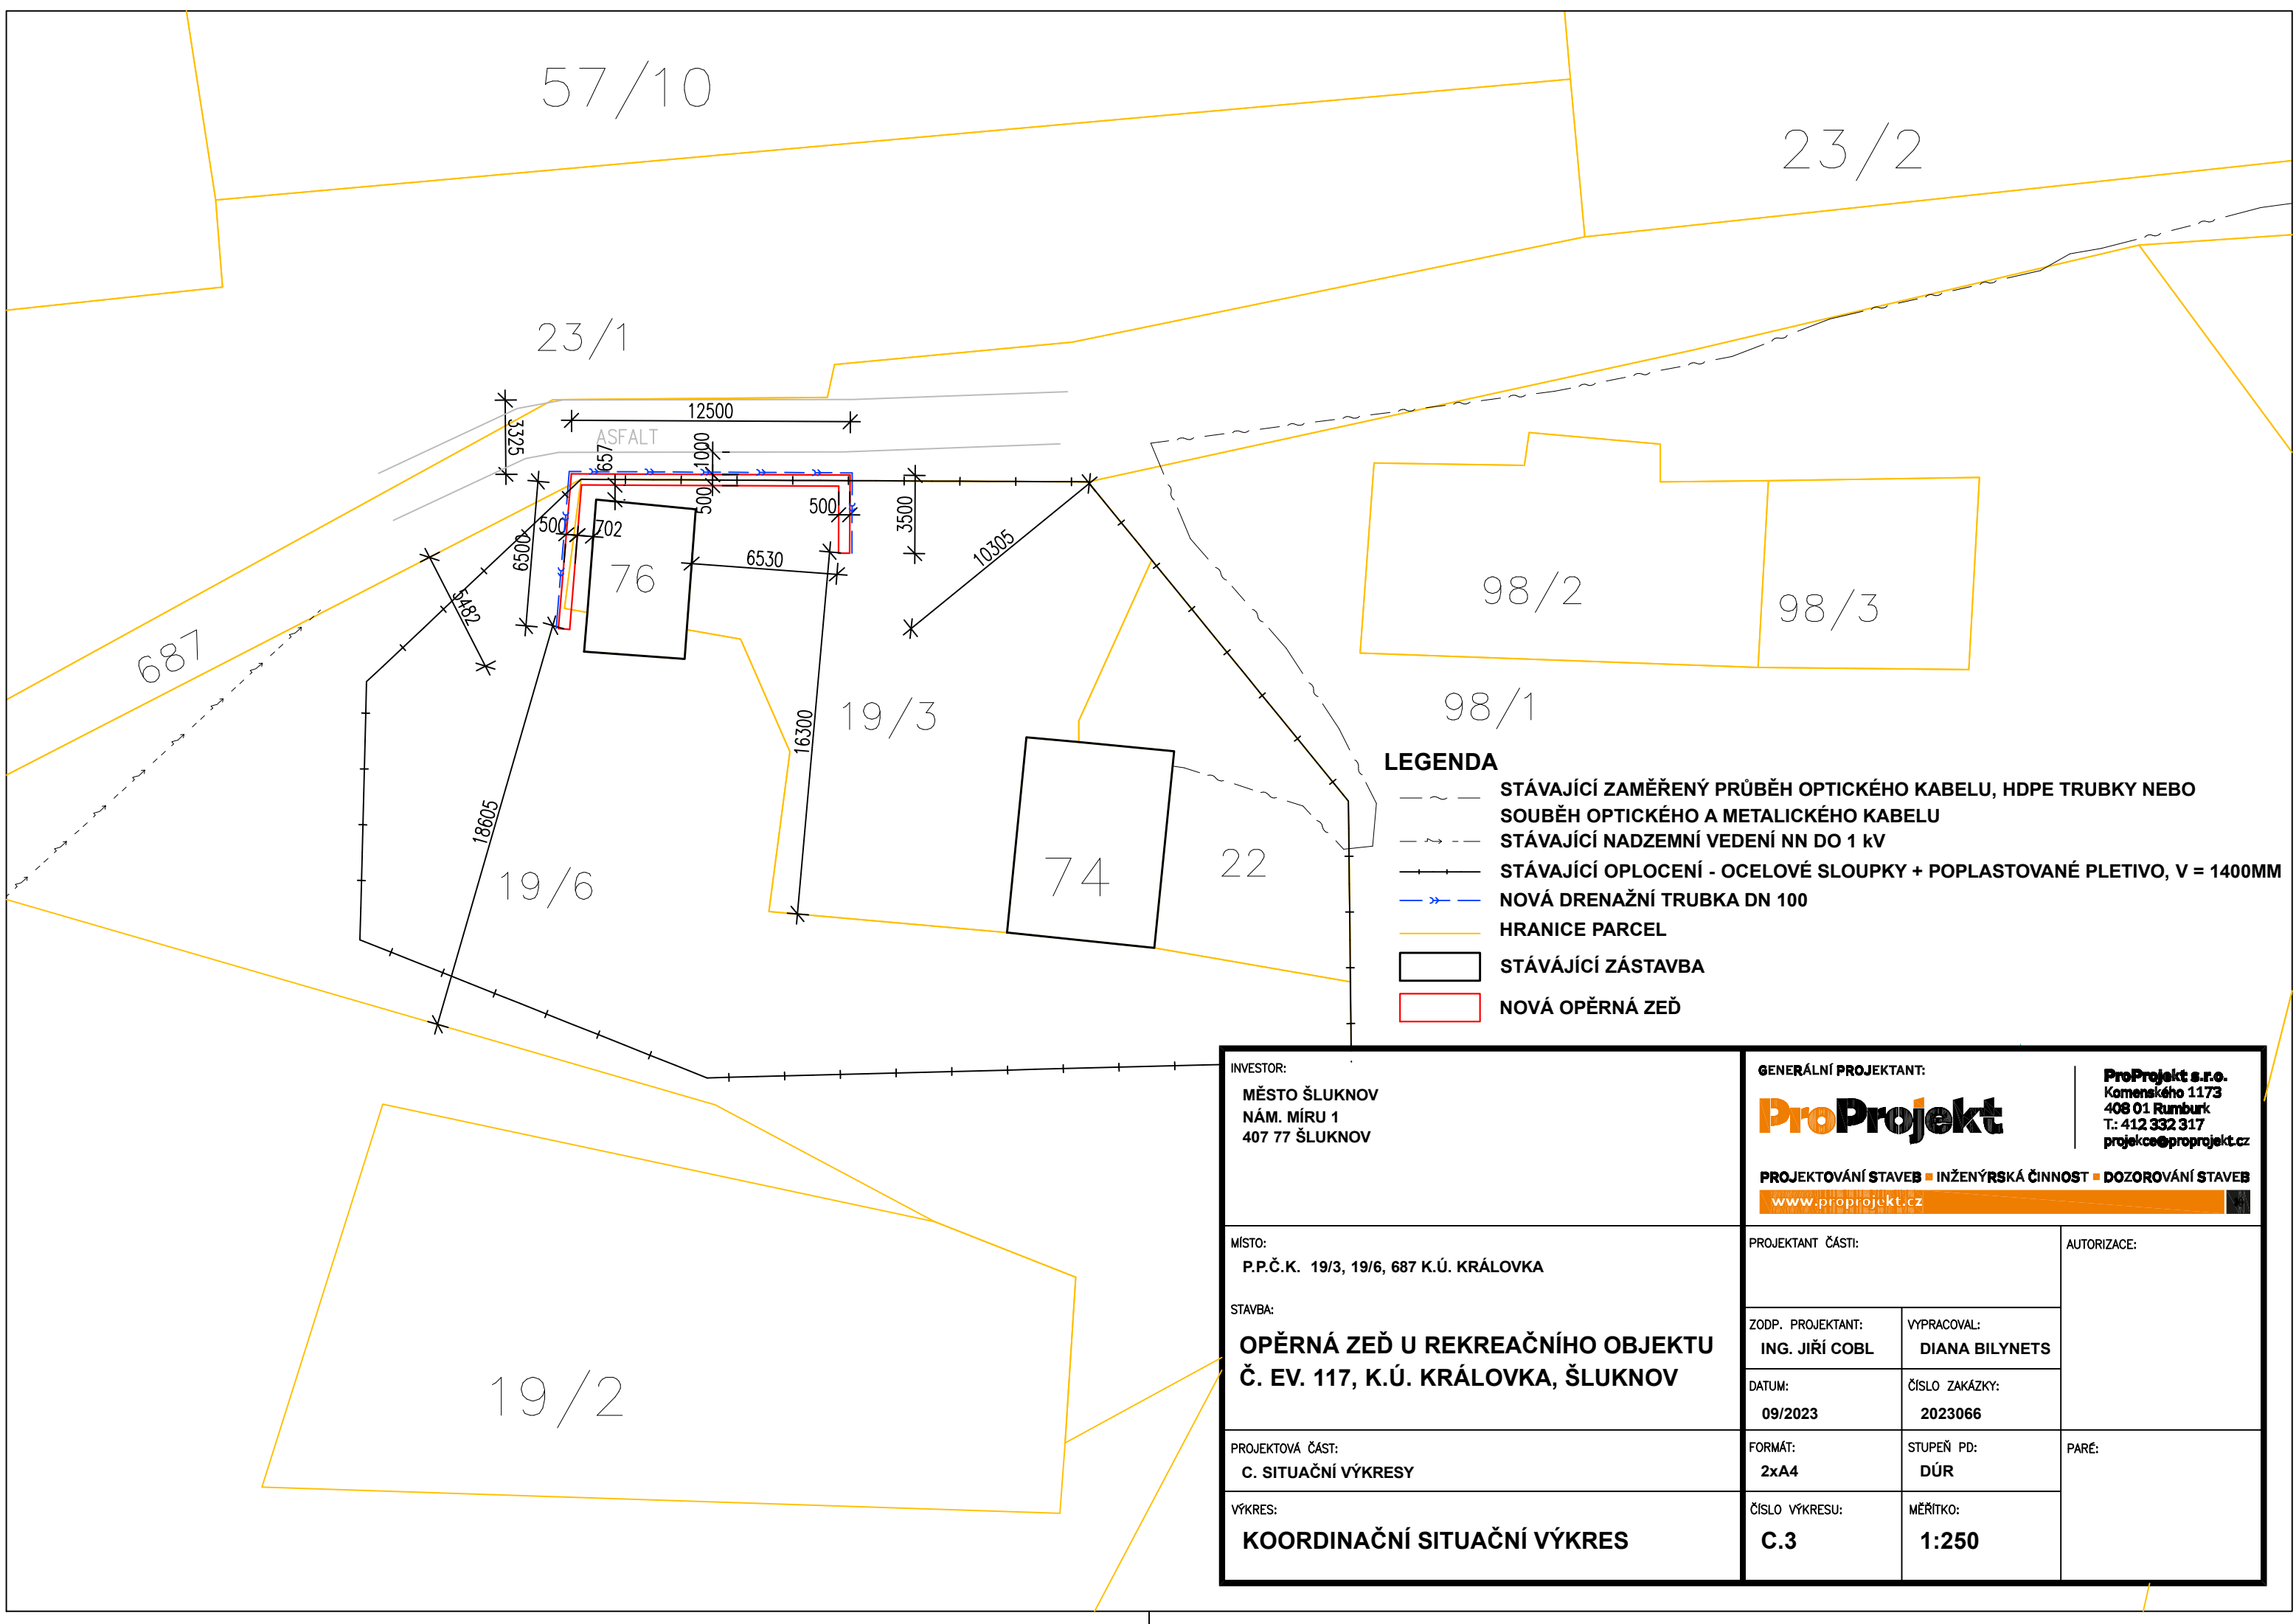 57/10
23/2
23/1
12500
3325
ASFALT
657
1000
500
500
3500
500
702
6500
6530
10305
76
5482
687
98/2
98/3
98/1
19/3
16300
18605
19/6
74
22
19/2
LEGENDA
STÁVAJÍCÍ ZAMĚŘENÝ PRŮBĚH OPTICKÉHO KABELU, HDPE TRUBKY NEBO
SOUBĚH OPTICKÉHO A METALICKÉHO KABELU
STÁVAJÍCÍ NADZEMNÍ VEDENÍ NN DO 1 kV
STÁVAJÍCÍ OPLOCENÍ - OCELOVÉ SLOUPKY + POPLASTOVANÉ PLETIVO, V = 1400MM
NOVÁ DRENAŽNÍ TRUBKA DN 100
HRANICE PARCEL
STÁVÁJÍCÍ ZÁSTAVBA
NOVÁ OPĚRNÁ ZEĎ
INVESTOR:
MĚSTO ŠLUKNOV
NÁM. MÍRU 1
407 77 ŠLUKNOV
GENERÁLNÍ PROJEKTANT:
ProProjekt
ProProjekt s.r.o.
Komenského 1173
408 01 Rumburk
T.: 412 332 317
projekce@proprojekt.cz
PROJEKTOVÁNÍ STAVEB ▪ INŽENÝRSKÁ ČINNOST ▪ DOZOROVÁNÍ STAVEB
www.proprojekt.cz
MÍSTO:
P.P.Č.K. 19/3, 19/6, 687 K.Ú. KRÁLOVKA
STAVBA:
OPĚRNÁ ZEĎ U REKREAČNÍHO OBJEKTU
Č. EV. 117, K.Ú. KRÁLOVKA, ŠLUKNOV
PROJEKTOVÁ ČÁST:
C. SITUAČNÍ VÝKRESY
VÝKRES:
KOORDINAČNÍ SITUAČNÍ VÝKRES
PROJEKTANT ČÁSTI:
AUTORIZACE:
ZODP. PROJEKTANT:
ING. JIŘÍ COBL
VYPRACOVAL:
DIANA BILYNETS
DATUM:
09/2023
ČÍSLO ZAKÁZKY:
2023066
FORMÁT:
2xA4
STUPEŇ PD:
DÚR
PARÉ:
ČÍSLO VÝKRESU:
C.3
MĚŘÍTKO:
1:250